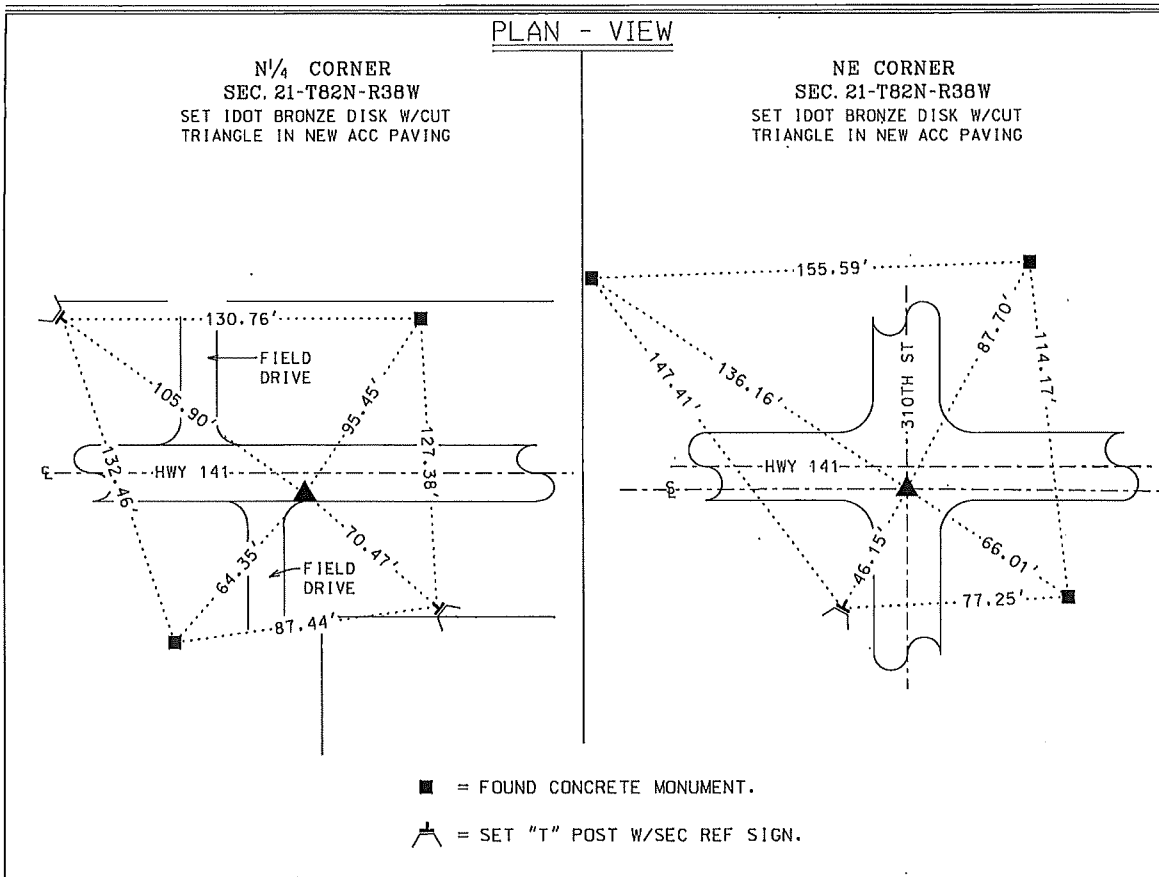 PLAN - VIEW
N1/4 CORNER
SEC. 21-T82N-R38W
SET IDOT BRONZE DISK W/CUT
TRIANGLE IN NEW ACC PAVING
130.76'
FIELD
DRIVE
105.90'
95.45'
132.46'
127.38'
℄
HWY 141
64.35'
70.47'
FIELD
DRIVE
87.44'
NE CORNER
SEC. 21-T82N-R38W
SET IDOT BRONZE DISK W/CUT
TRIANGLE IN NEW ACC PAVING
155.59'
87.70'
114.17'
147.41'
136.16'
310TH ST
HWY 141
℄
46.15'
66.01'
77.25'
= FOUND CONCRETE MONUMENT.
= SET "T" POST W/SEC REF SIGN.